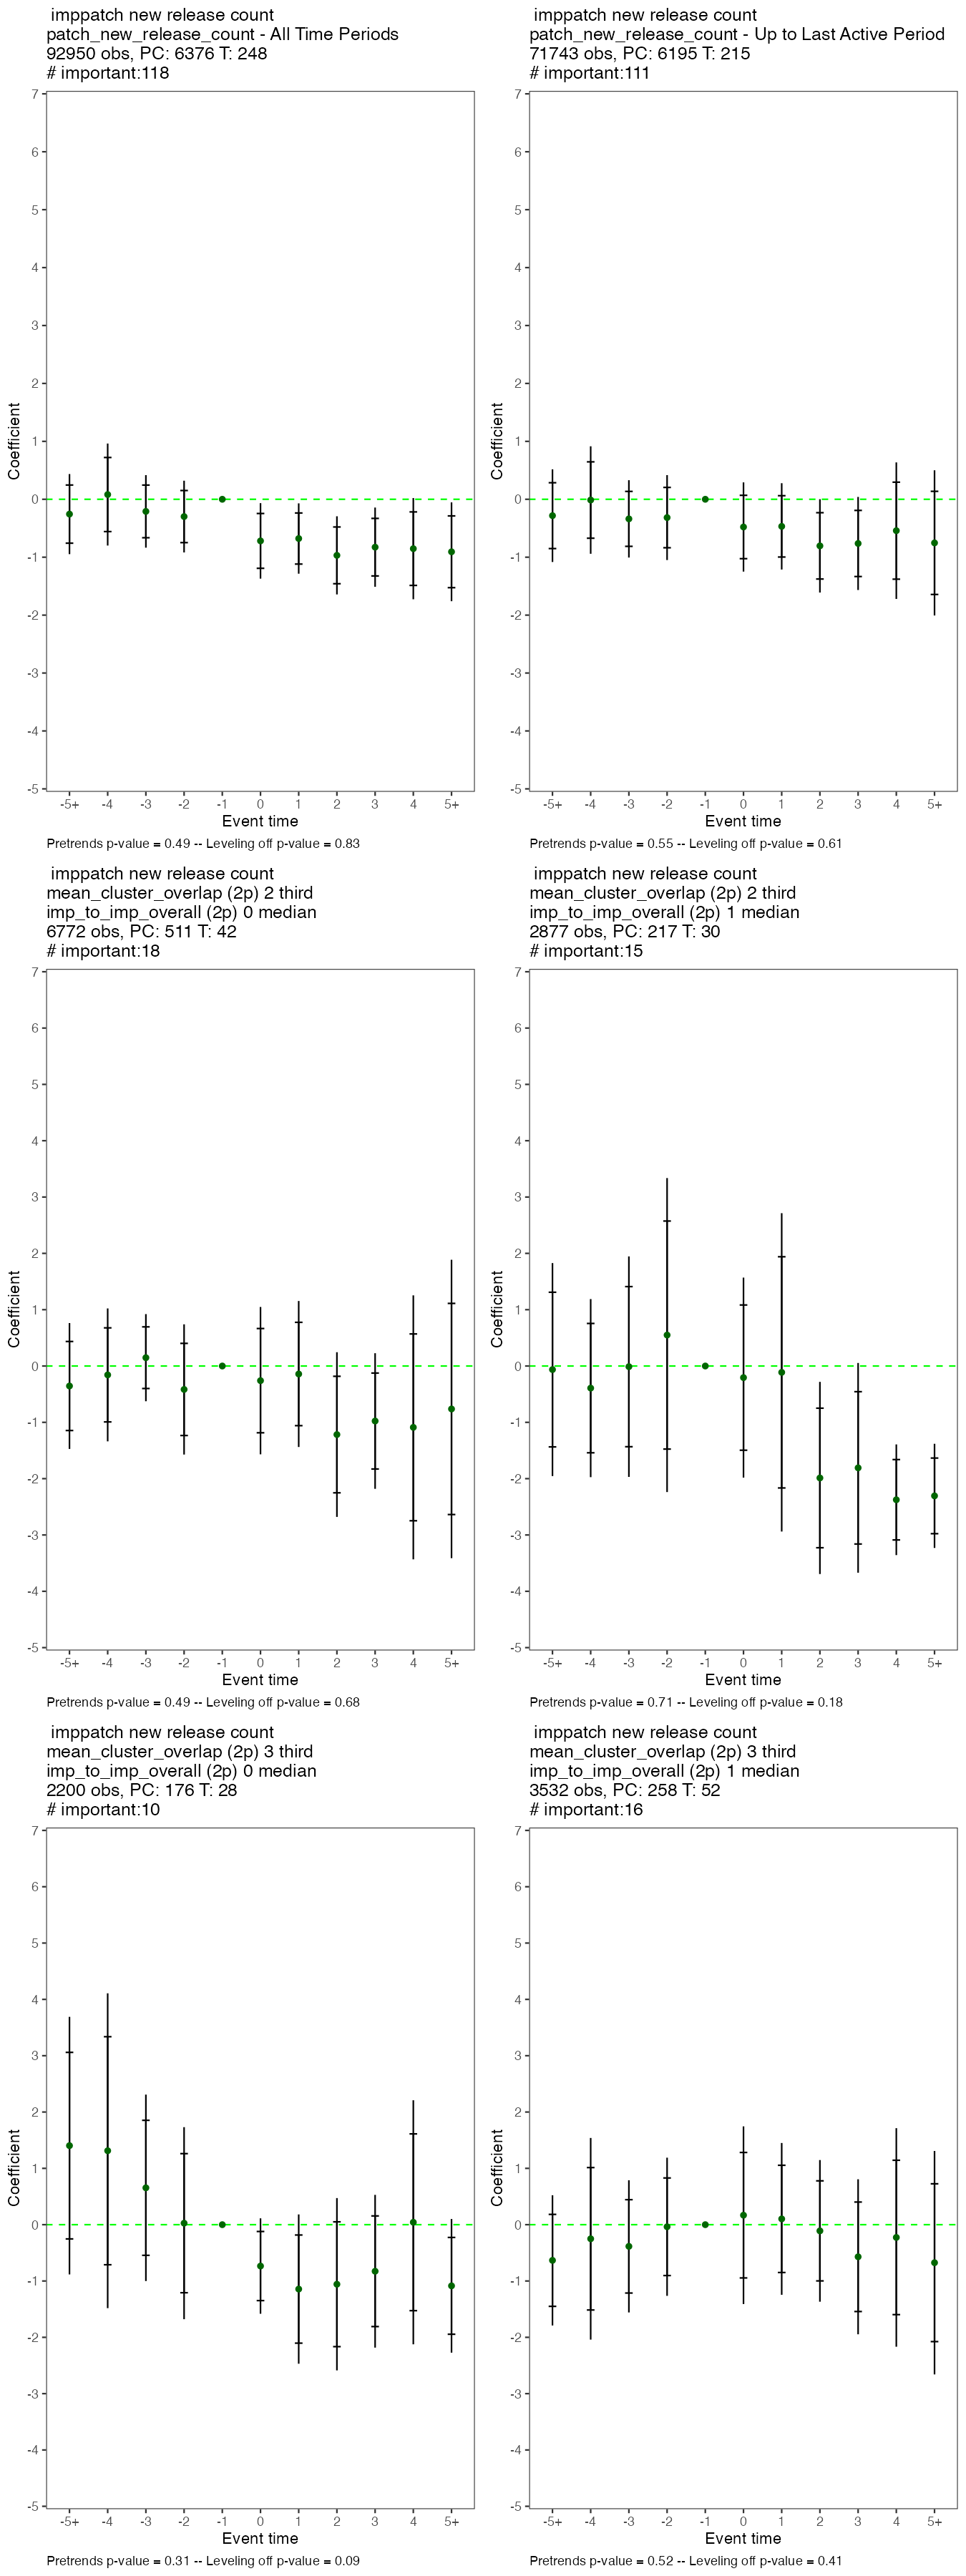 imppatch new release count
patch_new_release_count - All Time Periods
92950 obs, PC: 6376 T: 248
# important:118
7
6
5
4
3
2
1
0
-1
-2
-3
-4
-5
Coefficient
-5+ -4 -3 -2 -1 0 1 2 3 4 5+
Event time
Pretrends p-value = 0.49 -- Leveling off p-value = 0.83
imppatch new release count
patch_new_release_count - Up to Last Active Period
71743 obs, PC: 6195 T: 215
# important:111
7
6
5
4
3
2
1
0
-1
-2
-3
-4
-5
Coefficient
-5+ -4 -3 -2 -1 0 1 2 3 4 5+
Event time
Pretrends p-value = 0.55 -- Leveling off p-value = 0.61
imppatch new release count
mean_cluster_overlap (2p) 2 third
imp_to_imp_overall (2p) 0 median
6772 obs, PC: 511 T: 42
# important:18
7
6
5
4
3
2
1
0
-1
-2
-3
-4
-5
Coefficient
-5+ -4 -3 -2 -1 0 1 2 3 4 5+
Event time
Pretrends p-value = 0.49 -- Leveling off p-value = 0.68
imppatch new release count
mean_cluster_overlap (2p) 2 third
imp_to_imp_overall (2p) 1 median
2877 obs, PC: 217 T: 30
# important:15
7
6
5
4
3
2
1
0
-1
-2
-3
-4
-5
Coefficient
-5+ -4 -3 -2 -1 0 1 2 3 4 5+
Event time
Pretrends p-value = 0.71 -- Leveling off p-value = 0.18
imppatch new release count
mean_cluster_overlap (2p) 3 third
imp_to_imp_overall (2p) 0 median
2200 obs, PC: 176 T: 28
# important:10
7
6
5
4
3
2
1
0
-1
-2
-3
-4
-5
Coefficient
-5+ -4 -3 -2 -1 0 1 2 3 4 5+
Event time
Pretrends p-value = 0.31 -- Leveling off p-value = 0.09
imppatch new release count
mean_cluster_overlap (2p) 3 third
imp_to_imp_overall (2p) 1 median
3532 obs, PC: 258 T: 52
# important:16
7
6
5
4
3
2
1
0
-1
-2
-3
-4
-5
Coefficient
-5+ -4 -3 -2 -1 0 1 2 3 4 5+
Event time
Pretrends p-value = 0.52 -- Leveling off p-value = 0.41